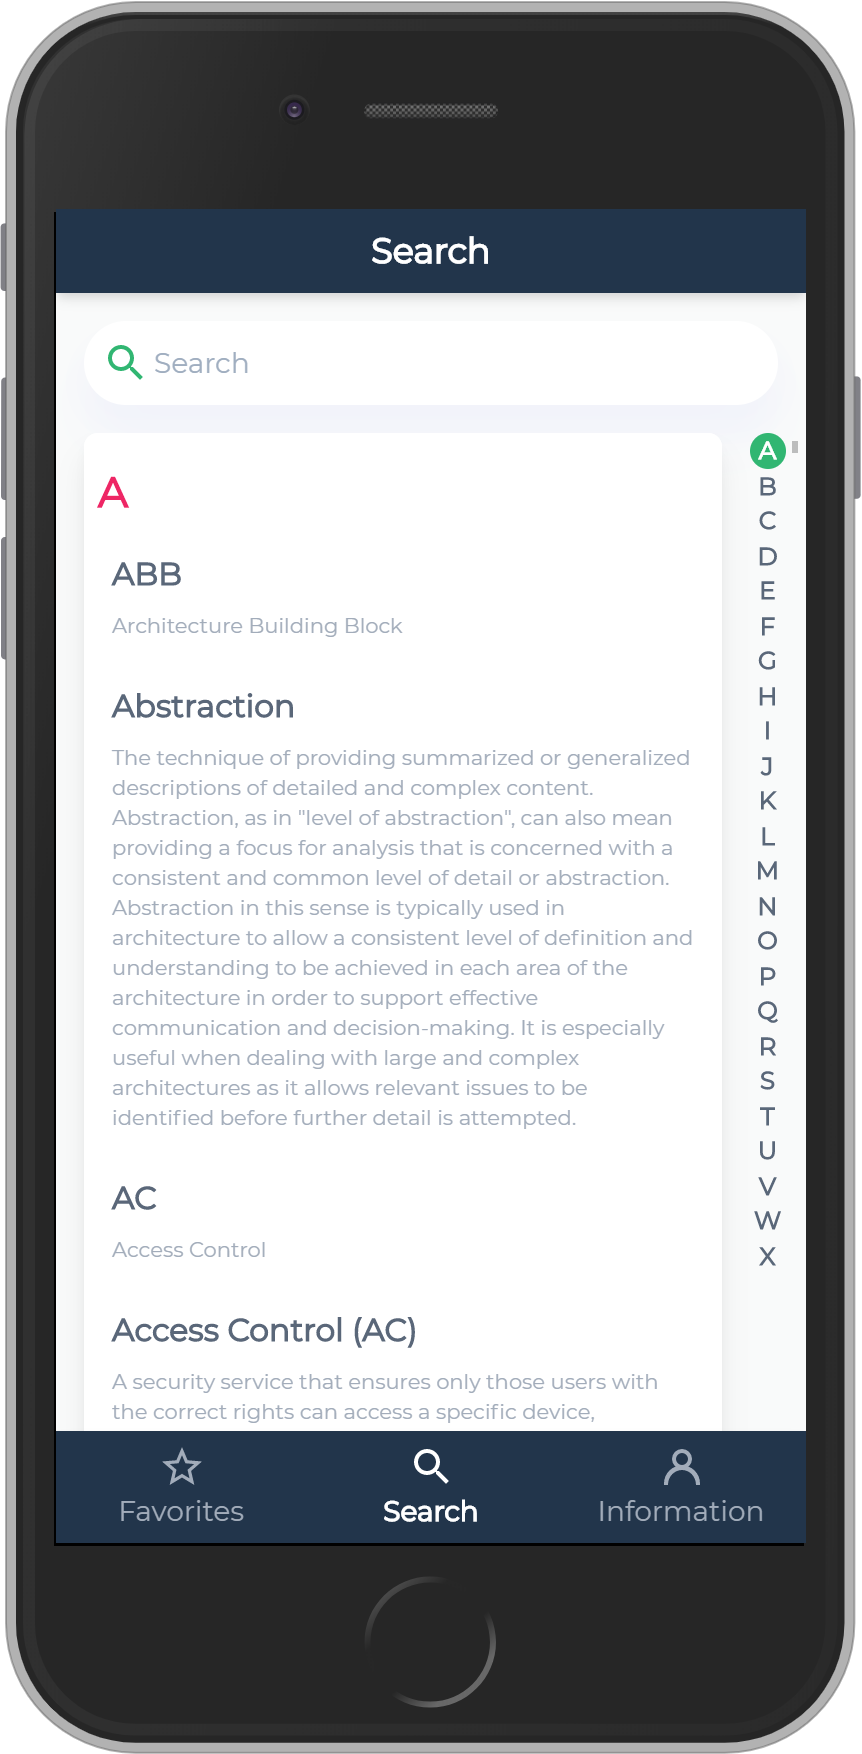 Search
Search
A
ABB
Architecture Building Block
Abstraction
The technique of providing summarized or generalized
descriptions of detailed and complex content.
Abstraction, as in "level of abstraction", can also mean
providing a focus for analysis that is concerned with a
consistent and common level of detail or abstraction.
Abstraction in this sense is typically used in
architecture to allow a consistent level of definition and
understanding to be achieved in each area of the
architecture in order to support effective
communication and decision-making. It is especially
useful when dealing with large and complex
architectures as it allows relevant issues to be
identified before further detail is attempted.
AC
Access Control
Access Control (AC)
A security service that ensures only those users with
the correct rights can access a specific device,
A
B
C
D
E
F
G
H
I
J
K
L
M
N
O
P
Q
R
S
T
U
V
W
X
Favorites
Search
Information